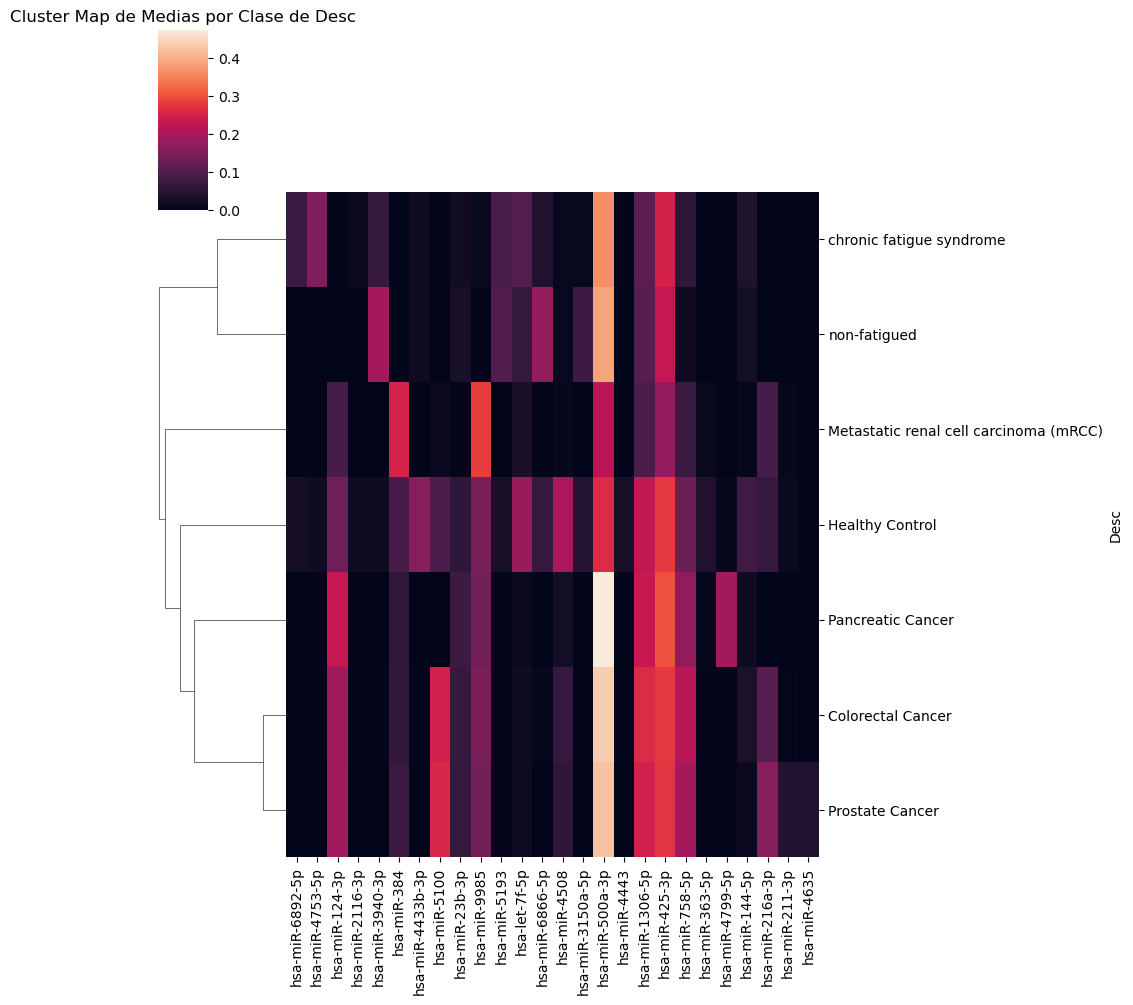 Cluster Map de Medias por Clase de Desc
0.4
0.3
0.2
0.1
0.0
chronic fatigue syndrome
non-fatigued
Metastatic renal cell carcinoma (mRCC)
Healthy Control
Pancreatic Cancer
Colorectal Cancer
Prostate Cancer
Desc
hsa-miR-6892-5p
hsa-miR-4753-5p
hsa-miR-124-3p
hsa-miR-2116-3p
hsa-miR-3940-3p
hsa-miR-384
hsa-miR-4433b-3p
hsa-miR-5100
hsa-miR-23b-3p
hsa-miR-9985
hsa-miR-5193
hsa-let-7f-5p
hsa-miR-6866-5p
hsa-miR-4508
hsa-miR-3150a-5p
hsa-miR-500a-3p
hsa-miR-4443
hsa-miR-1306-5p
hsa-miR-425-3p
hsa-miR-758-5p
hsa-miR-363-5p
hsa-miR-4799-5p
hsa-miR-144-5p
hsa-miR-216a-3p
hsa-miR-211-3p
hsa-miR-4635